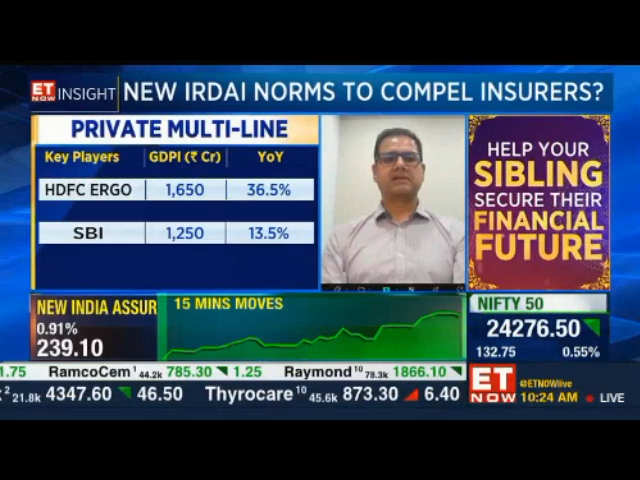 ET NOW INSIGHT NEW IRDAI NORMS TO COMPEL INSURERS?
PRIVATE MULTI-LINE
Key Players GDPI (₹ Cr) YoY
HDFC ERGO 1,650 36.5%
SBI 1,250 13.5%
HELP YOUR
SIBLING
SECURE THEIR
FINANCIAL
FUTURE
NEW INDIA ASSUR
0.91%
239.10
15 MINS MOVES
NIFTY 50
24276.50
132.75 0.55%
1.75 RamcoCem 1 44.2k 785.30 1.25 Raymond 10 78.3k 1866.10
2 21.8k 4347.60 46.50 Thyrocare 10 45.6k 873.30 6.40
ET NOW
@ETNOWlive
10:24 AM LIVE